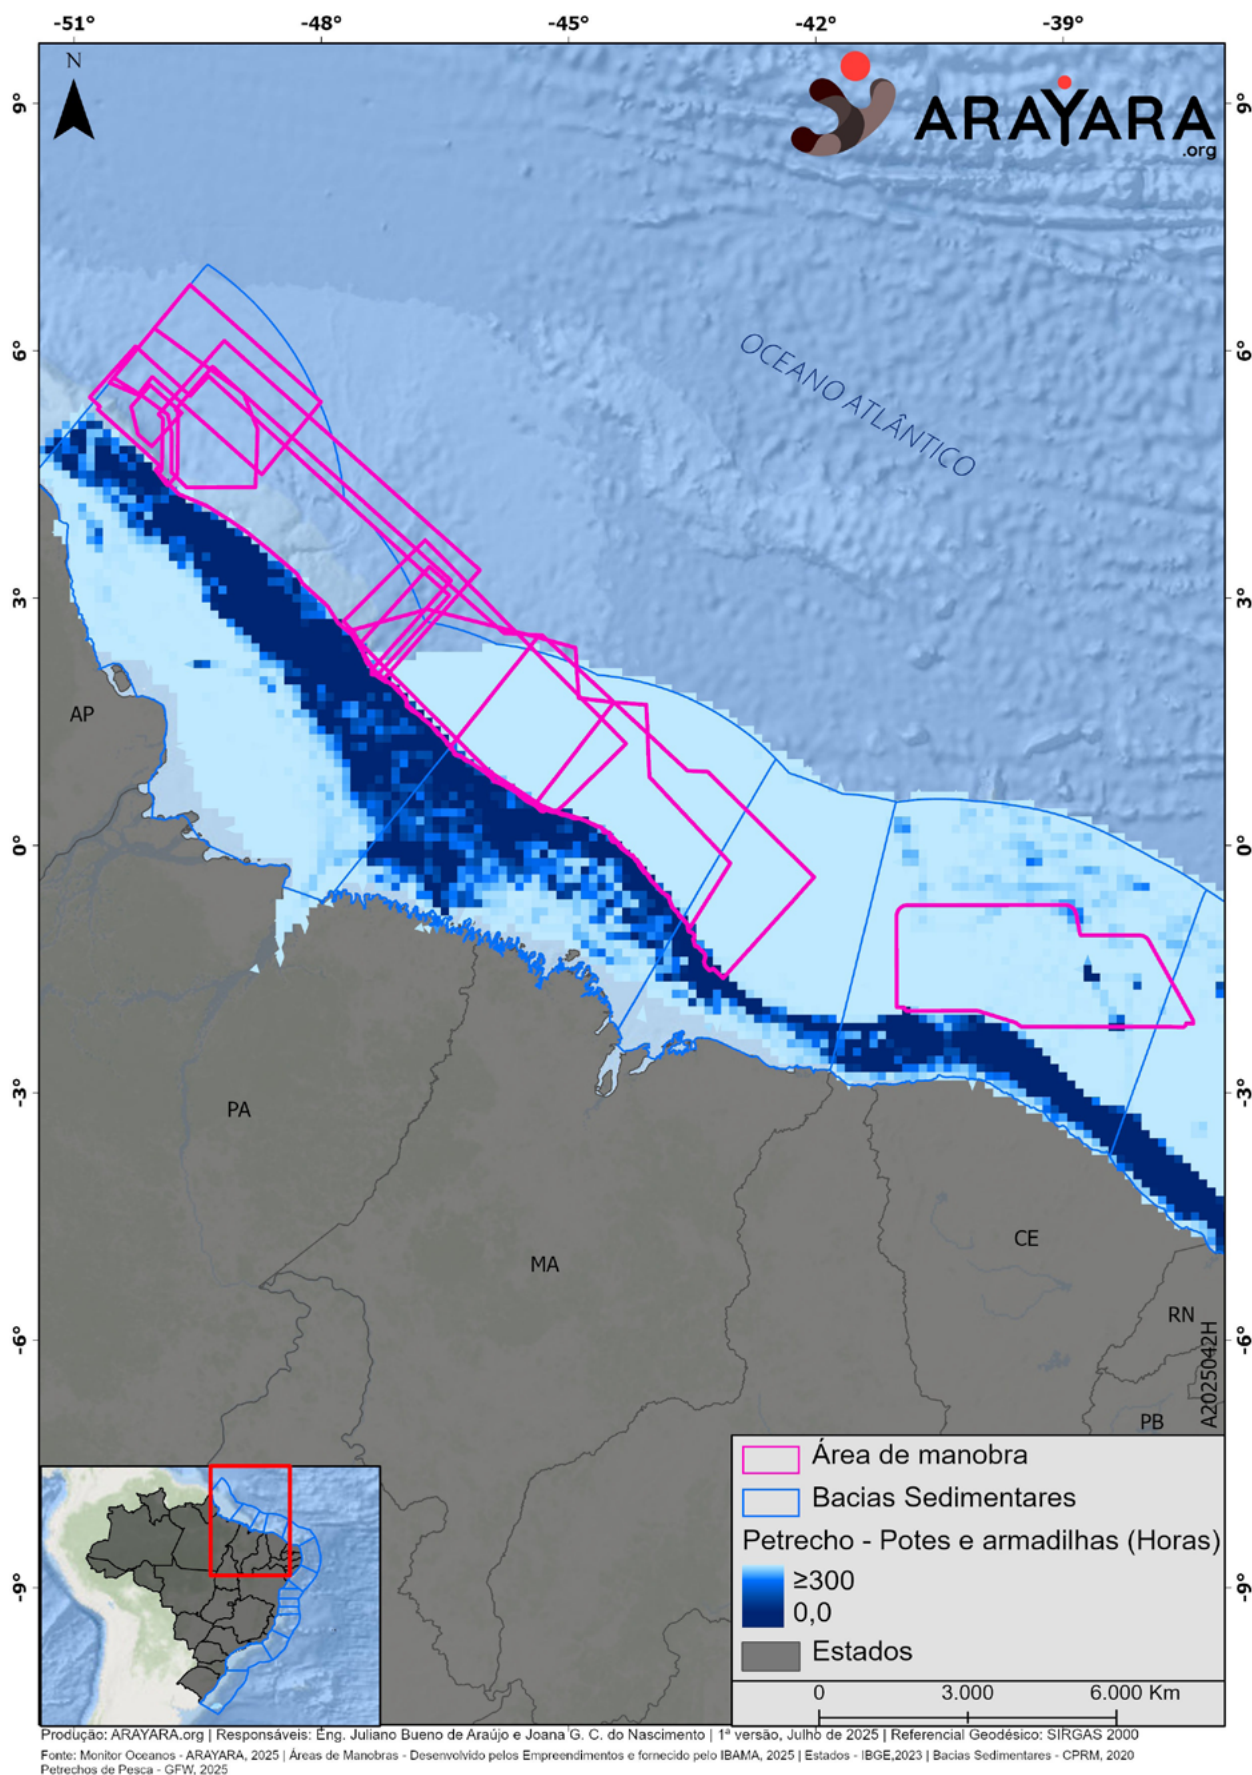 -51° -48° -45° -42° -39°
N
ARAYARA
.org
9° 9°
6° 6°
OCEANO ATLÂNTICO
3° 3°
AP
0° 0°
-3° -3°
PA
CE
MA
RN
-6° -6°
A2025042H
PB
Área de manobra
Bacias Sedimentares
Petrecho - Potes e armadilhas (Horas)
≥300
0,0
Estados
-9° -9°
0 3.000 6.000 Km
Produção: ARAYARA.org | Responsáveis: Eng. Juliano Bueno de Araújo e Joana G. C. do Nascimento | 1ª versão, Julho de 2025 | Referencial Geodésico: SIRGAS 2000
Fonte: Monitor Oceanos - ARAYARA, 2025 | Áreas de Manobras - Desenvolvido pelos Empreendimentos e fornecido pelo IBAMA, 2025 | Estados - IBGE,2023 | Bacias Sedimentares - CPRM, 2020
Petrechos de Pesca - GFW, 2025